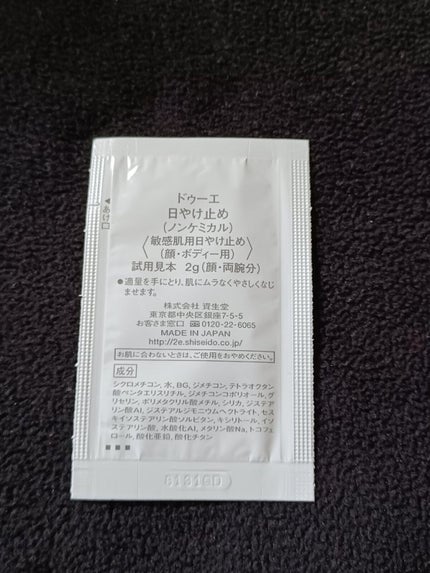 ◀あけ口
ドゥーエ
日やけ止め
(ノンケミカル)
〈敏感肌用日やけ止め
(顔・ボディー用)〉
試用見本 2g(顔・両腕分)
●適量を手にとり、肌にムラなくやさしくなじ
ませます。
株式会社 資生堂
東京都中央区銀座7-5-5
お客さま窓口 0120-22-6065
MADE IN JAPAN
http://2e.shiseido.co.jp/
お肌に合わないときは、ご使用をおやめください。
成分
シクロメチコン、水、BG、ジメチコン、テトラオクタン
酸ペンタエリスリチル、ジメチコンコポリオール、グ
リセリン、ポリメタクリル酸メチル、シリカ、ジステア
リン酸Al、ジステアルジモニウムヘクトライト、セス
キイソステアリン酸ソルビタン、キシリトール、イソ
ステアリン酸、水酸化Al、メタリン酸Na、トコフェ
ロール、酸化亜鉛、酸化チタン